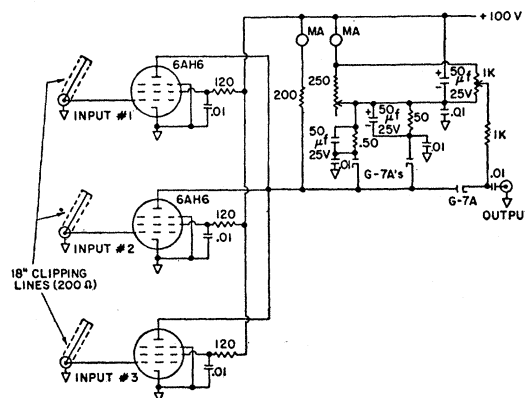 +100 V
MA
MA
6AH6
120
.01
INPUT #1
200
250
50
μf
25V
1K
50
μf
25V
50
.01
50
μf
25V
.50
.01
.01
1K
G-7A's
G-7A
.01
OUTPU
6AH6
120
.01
INPUT #2
18" CLIPPING
LINES (200 Ω)
6AH6
120
.01
INPUT #3